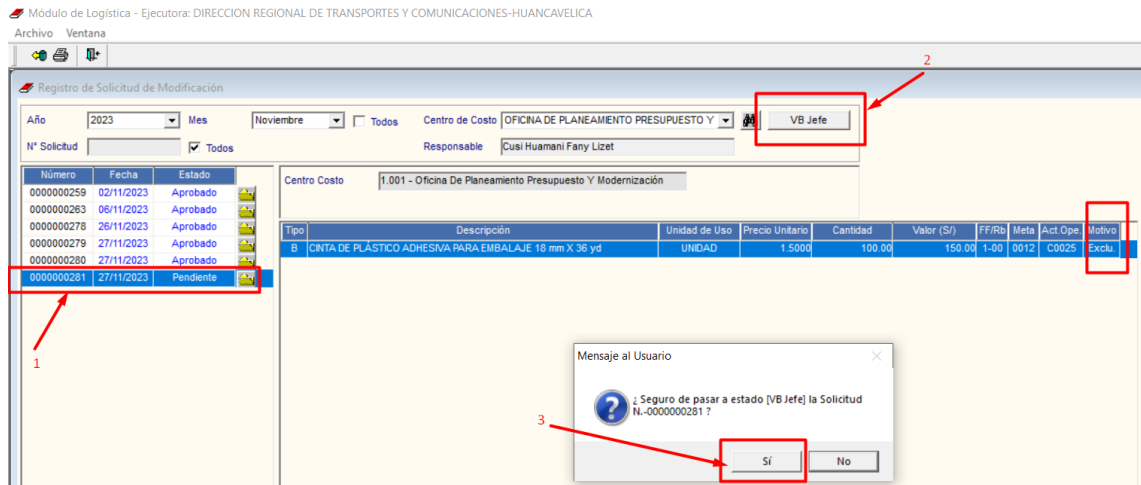 Módulo de Logística - Ejecutora: DIRECCION REGIONAL DE TRANSPORTES Y COMUNICACIONES-HUANCAVELICA
Archivo Ventana
2
Registro de Solicitud de Modificación
Año 2023 Mes Noviembre Todos Centro de Costo OFICINA DE PLANEAMIENTO PRESUPUESTO Y VB Jefe
N° Solicitud Todos Responsable Cusi Huamani Fany Lizet
Número Fecha Estado
0000000259 02/11/2023 Aprobado
0000000263 06/11/2023 Aprobado
0000000278 26/11/2023 Aprobado
0000000279 27/11/2023 Aprobado
0000000280 27/11/2023 Aprobado
0000000281 27/11/2023 Pendiente
1
Centro Costo 1.001 - Oficina De Planeamiento Presupuesto Y Modernización
Tipo Descripción Unidad de Uso Precio Unitario Cantidad Valor (S/) FF/Rb Meta Act.Ope. Motivo
B CINTA DE PLÁSTICO ADHESIVA PARA EMBALAJE 18 mm X 36 yd UNIDAD 1.5000 100.00 150.00 1-00 0012 C0025 Exclu.
Mensaje al Usuario
¿ Seguro de pasar a estado [VB Jefe] la Solicitud
N.-0000000281 ?
3
Sí No